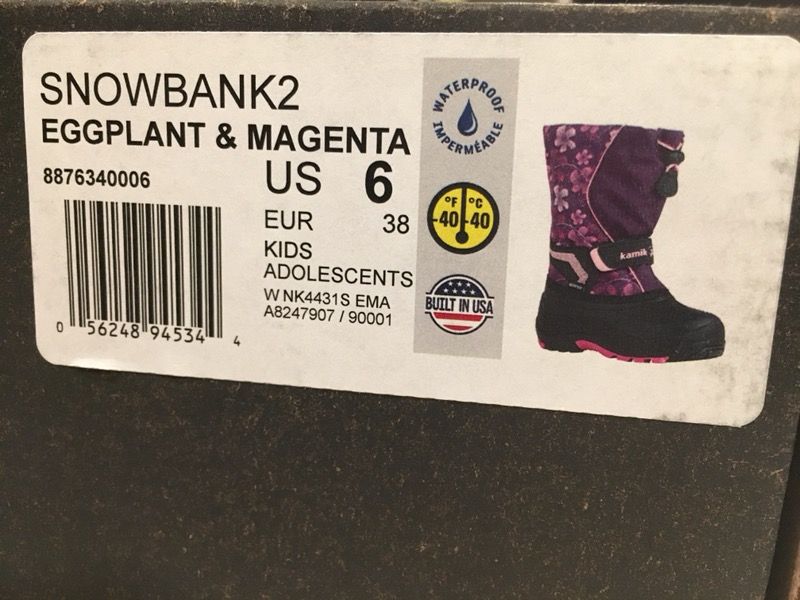 SNOWBANK2
EGGPLANT & MAGENTA
8876340006
US 6
EUR 38
KIDS
ADOLESCENTS
W NK4431S EMA
A8247907 / 90001
0 56248 94534 4
WATERPROOF
IMPERMÉABLE
°F °C
-40 -40
BUILT IN USA
kamik